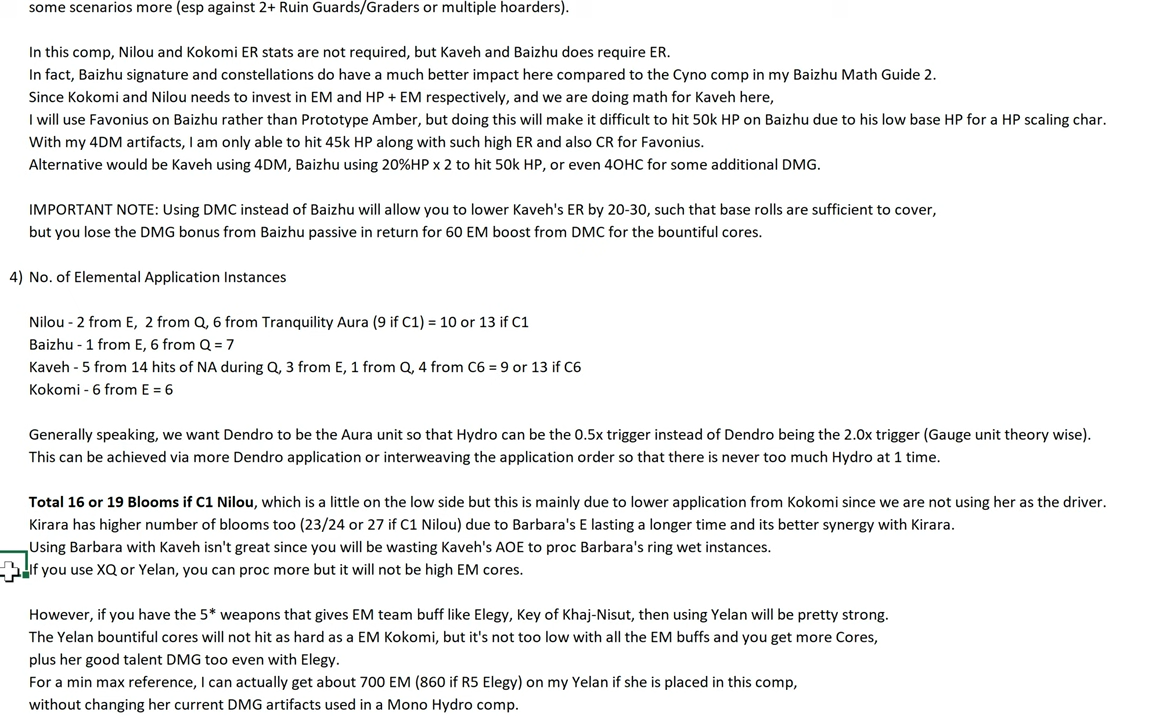 some scenarios more (esp against 2+ Ruin Guards/Graders or multiple hoarders).
In this comp, Nilou and Kokomi ER stats are not required, but Kaveh and Baizhu does require ER.
In fact, Baizhu signature and constellations do have a much better impact here compared to the Cyno comp in my Baizhu Math Guide 2.
Since Kokomi and Nilou needs to invest in EM and HP + EM respectively, and we are doing math for Kaveh here,
I will use Favonius on Baizhu rather than Prototype Amber, but doing this will make it difficult to hit 50k HP on Baizhu due to his low base HP for a HP scaling char.
With my 4DM artifacts, I am only able to hit 45k HP along with such high ER and also CR for Favonius.
Alternative would be Kaveh using 4DM, Baizhu using 20%HP x 2 to hit 50k HP, or even 4OHC for some additional DMG.
IMPORTANT NOTE: Using DMC instead of Baizhu will allow you to lower Kaveh's ER by 20-30, such that base rolls are sufficient to cover,
but you lose the DMG bonus from Baizhu passive in return for 60 EM boost from DMC for the bountiful cores.
4) No. of Elemental Application Instances
Nilou - 2 from E,  2 from Q, 6 from Tranquility Aura (9 if C1) = 10 or 13 if C1
Baizhu - 1 from E, 6 from Q = 7
Kaveh - 5 from 14 hits of NA during Q, 3 from E, 1 from Q, 4 from C6 = 9 or 13 if C6
Kokomi - 6 from E = 6
Generally speaking, we want Dendro to be the Aura unit so that Hydro can be the 0.5x trigger instead of Dendro being the 2.0x trigger (Gauge unit theory wise).
This can be achieved via more Dendro application or interweaving the application order so that there is never too much Hydro at 1 time.
Total 16 or 19 Blooms if C1 Nilou, which is a little on the low side but this is mainly due to lower application from Kokomi since we are not using her as the driver.
Kirara has higher number of blooms too (23/24 or 27 if C1 Nilou) due to Barbara's E lasting a longer time and its better synergy with Kirara.
Using Barbara with Kaveh isn't great since you will be wasting Kaveh's AOE to proc Barbara's ring wet instances.
If you use XQ or Yelan, you can proc more but it will not be high EM cores.
However, if you have the 5* weapons that gives EM team buff like Elegy, Key of Khaj-Nisut, then using Yelan will be pretty strong.
The Yelan bountiful cores will not hit as hard as a EM Kokomi, but it's not too low with all the EM buffs and you get more Cores,
plus her good talent DMG too even with Elegy.
For a min max reference, I can actually get about 700 EM (860 if R5 Elegy) on my Yelan if she is placed in this comp,
without changing her current DMG artifacts used in a Mono Hydro comp.